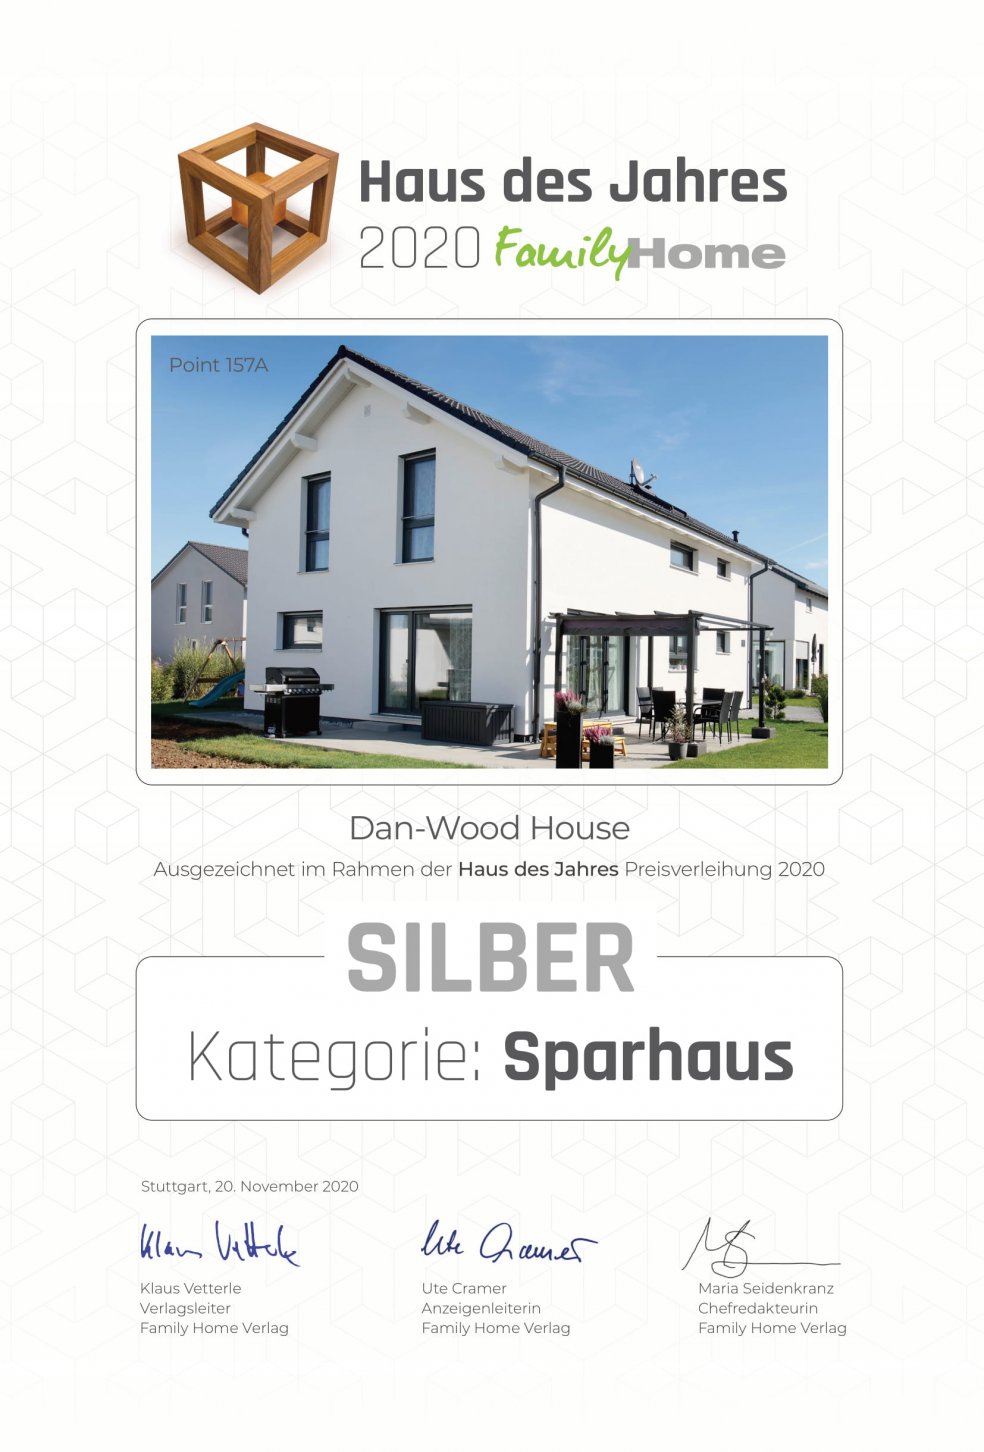 Haus des Jahres
2020 FamilyHome
Point 157A
Dan-Wood House
Ausgezeichnet im Rahmen der Haus des Jahres Preisverleihung 2020
SILBER
Kategorie: Sparhaus
Stuttgart, 20. November 2020
Klaus Vetterle Ute Cramer
Klaus Vetterle Ute Cramer Maria Seidenkranz
Verlagsleiter Anzeigenleiterin Chefredakteurin
Family Home Verlag Family Home Verlag Family Home Verlag